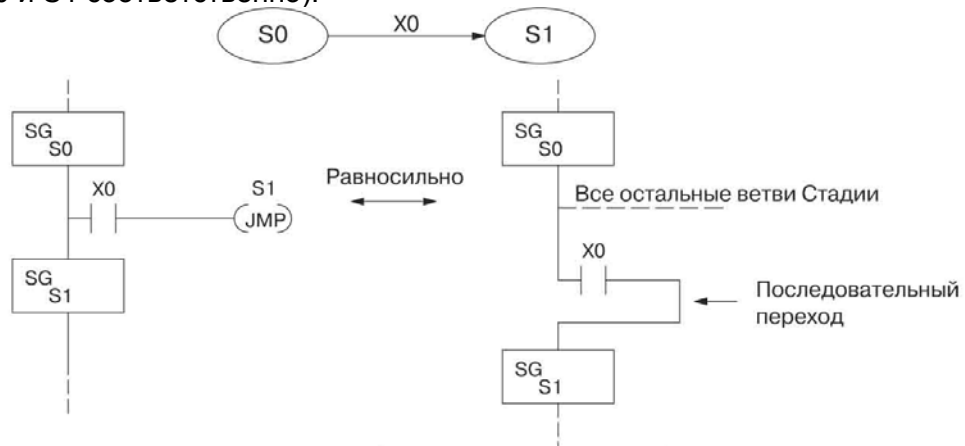 S0 X0 S1
SG
S0
X0 S1
JMP
SG
S1
Равносильно
SG
S0
Все остальные ветви Стадии
X0
Последовательный
переход
SG
S1